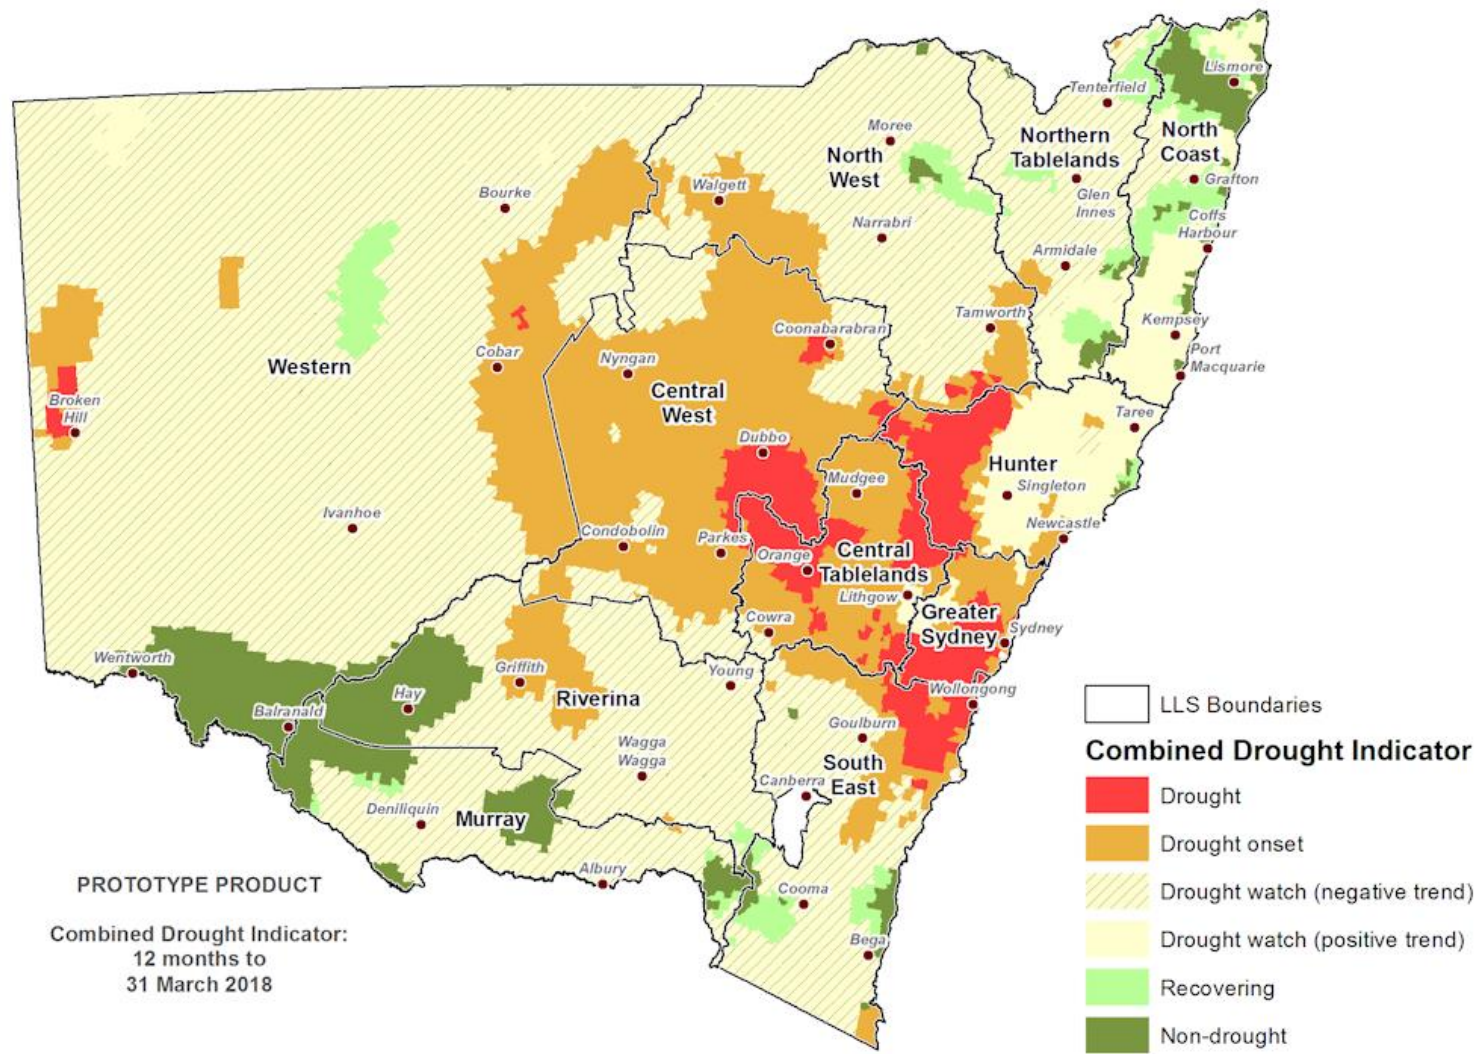 Lismore
Tenterfield
North
Coast
Northern
Tablelands
Moree
North
West
Grafton
Glen
Innes
Walgett
Bourke
Coffs
Harbour
Narrabri
Armidale
Tamworth
Kempsey
Coonabarabran
Port
Macquarie
Cobar
Nyngan
Western
Central
West
Broken
Hill
Taree
Dubbo
Hunter
Mudgee
Singleton
Ivanhoe
Newcastle
Condobolin
Parkes
Orange
Central
Tablelands
Lithgow
Greater
Sydney
Cowra
Sydney
Wentworth
Griffith
Young
Hay
Wollongong
Riverina
Balranald
Goulburn
Wagga
Wagga
South
East
Canberra
Deniliquin
Murray
Albury
Cooma
Bega
PROTOTYPE PRODUCT
Combined Drought Indicator:
12 months to
31 March 2018
LLS Boundaries
Combined Drought Indicator
Drought
Drought onset
Drought watch (negative trend)
Drought watch (positive trend)
Recovering
Non-drought